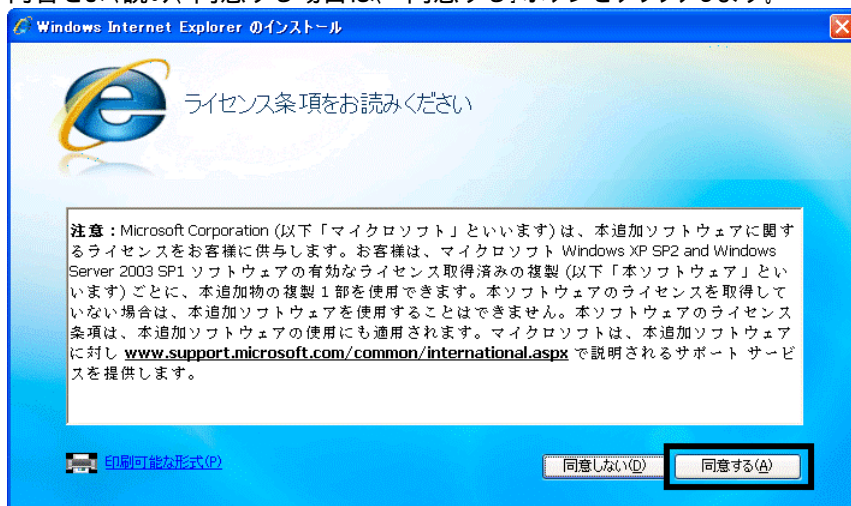 Windows Internet Explorer のインストール
ライセンス条項をお読みください
注意：Microsoft Corporation (以下「マイクロソフト」といいます) は、本追加ソフトウェアに関す
るライセンスをお客様に供与します。お客様は、マイクロソフト Windows XP SP2 and Windows
Server 2003 SP1 ソフトウェアの有効なライセンス取得済みの複製 (以下「本ソフトウェア」とい
います) ごとに、本追加物の複製 1 部を使用できます。本ソフトウェアのライセンスを取得して
いない場合は、本追加ソフトウェアを使用することはできません。本ソフトウェアのライセンス
条項は、本追加ソフトウェアの使用にも適用されます。マイクロソフトは、本追加ソフトウェア
に対し www.support.microsoft.com/common/international.aspx で説明されるサポート サービ
スを提供します。
印刷可能な形式(P)
同意しない(D)
同意する(A)